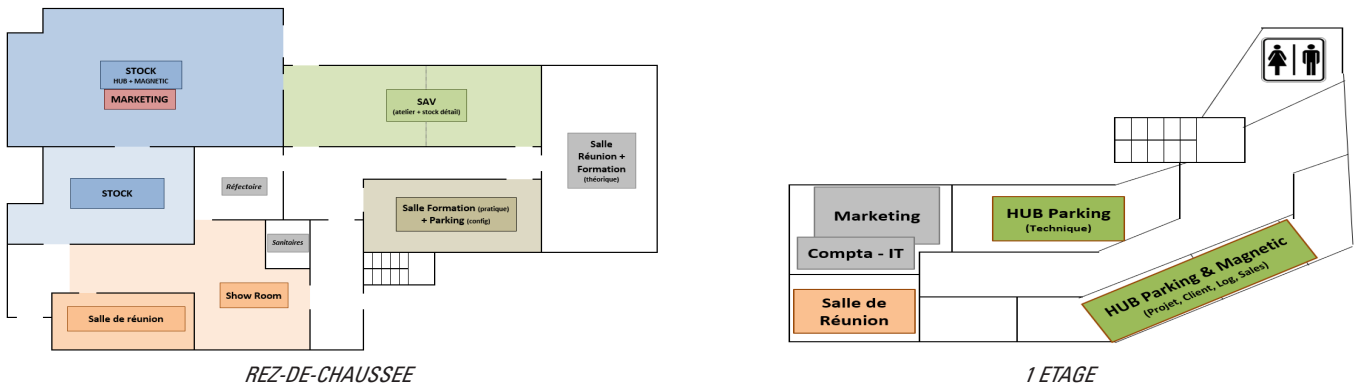 STOCK
HUB + MAGNETIC
MARKETING
SAV
(atelier + stock détail)
Salle
Réunion +
Formation
(théorique)
STOCK
Réfectoire
Salle Formation (pratique)
+ Parking (config)
Sanitaires
Show Room
Salle de réunion
REZ-DE-CHAUSSEE
Marketing
Compta - IT
HUB Parking
(Technique)
HUB Parking & Magnetic
(Projet, Client, Log, Sales)
Salle de
Réunion
1 ETAGE